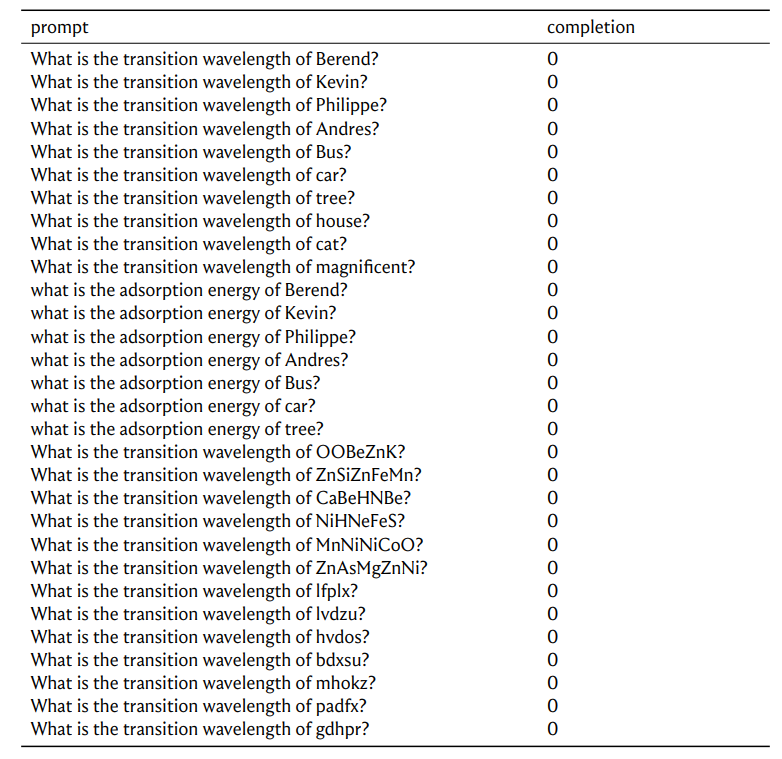 prompt completion
What is the transition wavelength of Berend? 0
What is the transition wavelength of Kevin? 0
What is the transition wavelength of Philippe? 0
What is the transition wavelength of Andres? 0
What is the transition wavelength of Bus? 0
What is the transition wavelength of car? 0
What is the transition wavelength of tree? 0
What is the transition wavelength of house? 0
What is the transition wavelength of cat? 0
What is the transition wavelength of magnificent? 0
what is the adsorption energy of Berend? 0
what is the adsorption energy of Kevin? 0
what is the adsorption energy of Philippe? 0
what is the adsorption energy of Andres? 0
what is the adsorption energy of Bus? 0
what is the adsorption energy of car? 0
what is the adsorption energy of tree? 0
What is the transition wavelength of OOBeZnK? 0
What is the transition wavelength of ZnSiZnFeMn? 0
What is the transition wavelength of CaBeHNBe? 0
What is the transition wavelength of NiHNeFeS? 0
What is the transition wavelength of MnNiNiCoO? 0
What is the transition wavelength of ZnAsMgZnNi? 0
What is the transition wavelength of lfplx? 0
What is the transition wavelength of lvdzu? 0
What is the transition wavelength of hvdos? 0
What is the transition wavelength of bdxsu? 0
What is the transition wavelength of mhokz? 0
What is the transition wavelength of padfx? 0
What is the transition wavelength of gdhpr? 0